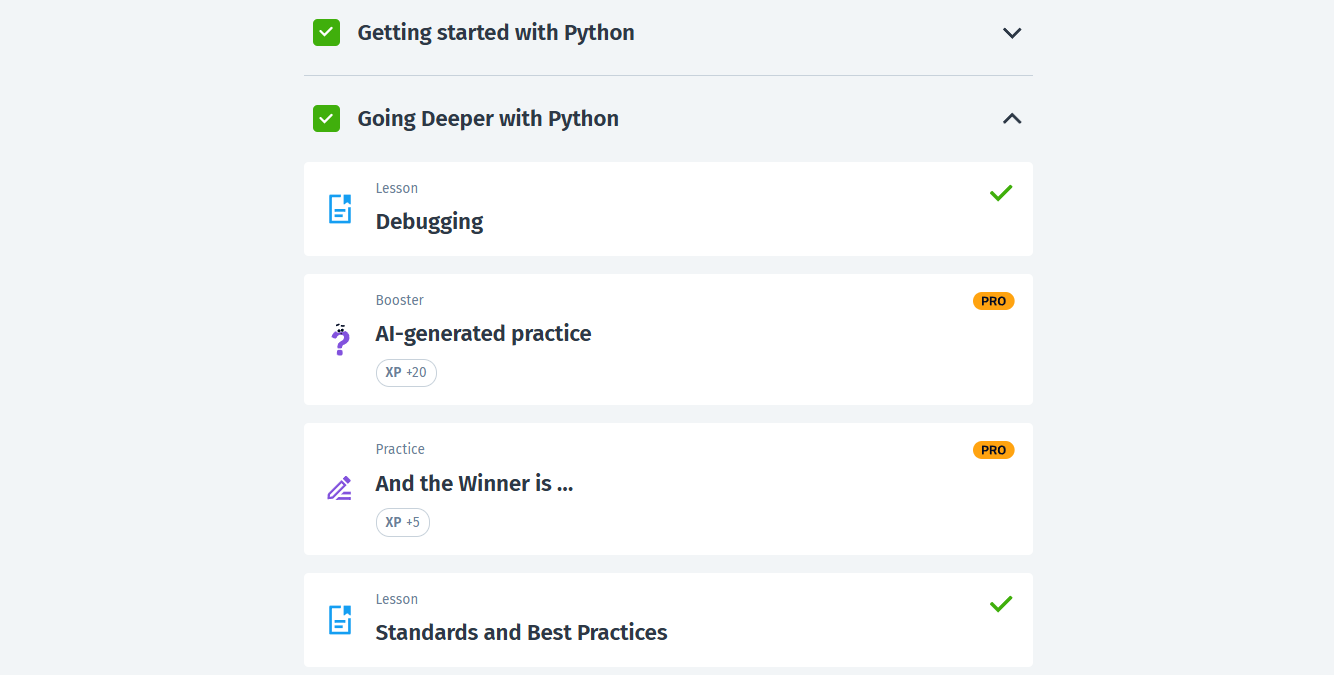 Getting started with Python
Going Deeper with Python
Lesson
Debugging
Booster
PRO
AI-generated practice
XP +20
Practice
PRO
And the Winner is ...
XP +5
Lesson
Standards and Best Practices